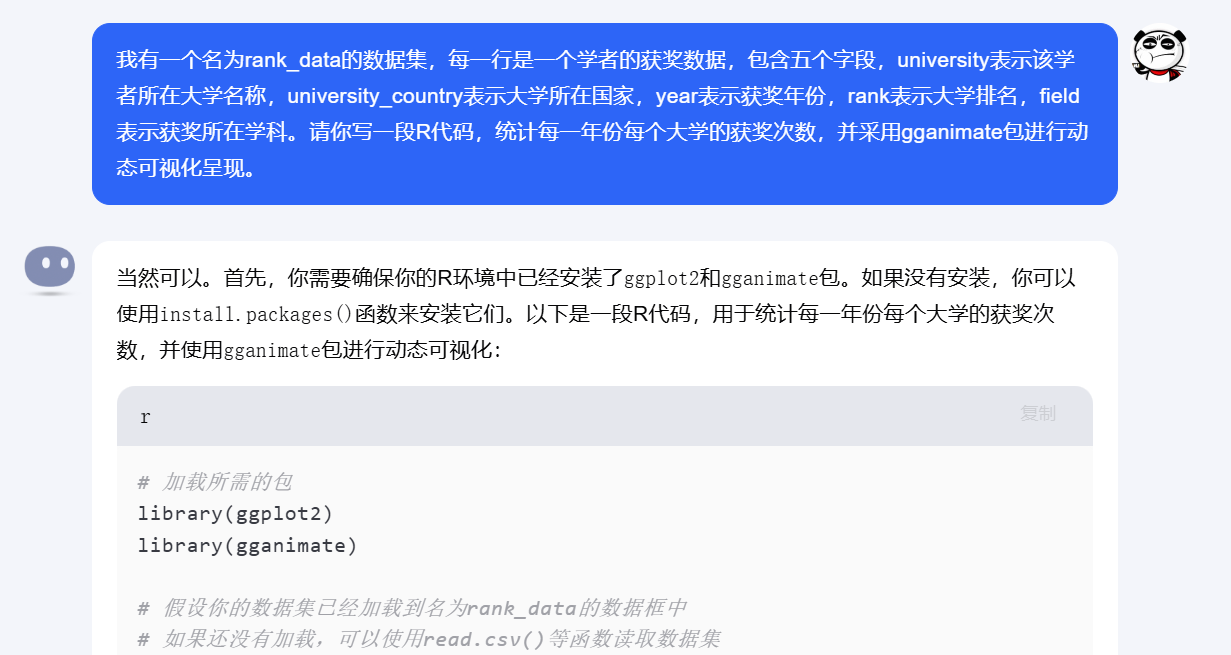 我有一个名为rank_data的数据集，每一行是一个学者的获奖数据，包含五个字段，university表示该学
者所在大学名称，university_country表示大学所在国家，year表示获奖年份，rank表示大学排名，field
表示获奖所在学科。请你写一段R代码，统计每一年份每个大学的获奖次数，并采用gganimate包进行动
态可视化呈现。
当然可以。首先，你需要确保你的R环境中已经安装了ggplot2和gganimate包。如果没有安装，你可以
使用install.packages()函数来安装它们。以下是一段R代码，用于统计每一年份每个大学的获奖次
数，并使用gganimate包进行动态可视化：
r
复制
# 加载所需的包
library(ggplot2)
library(gganimate)
# 假设你的数据集已经加载到名为rank_data的数据框中
# 如果还没有加载，可以使用read.csv()等函数读取数据集